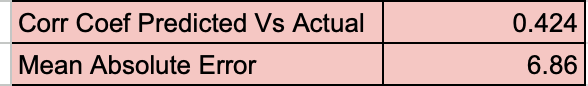 Corr Coef Predicted Vs Actual 0.424
Mean Absolute Error 6.86